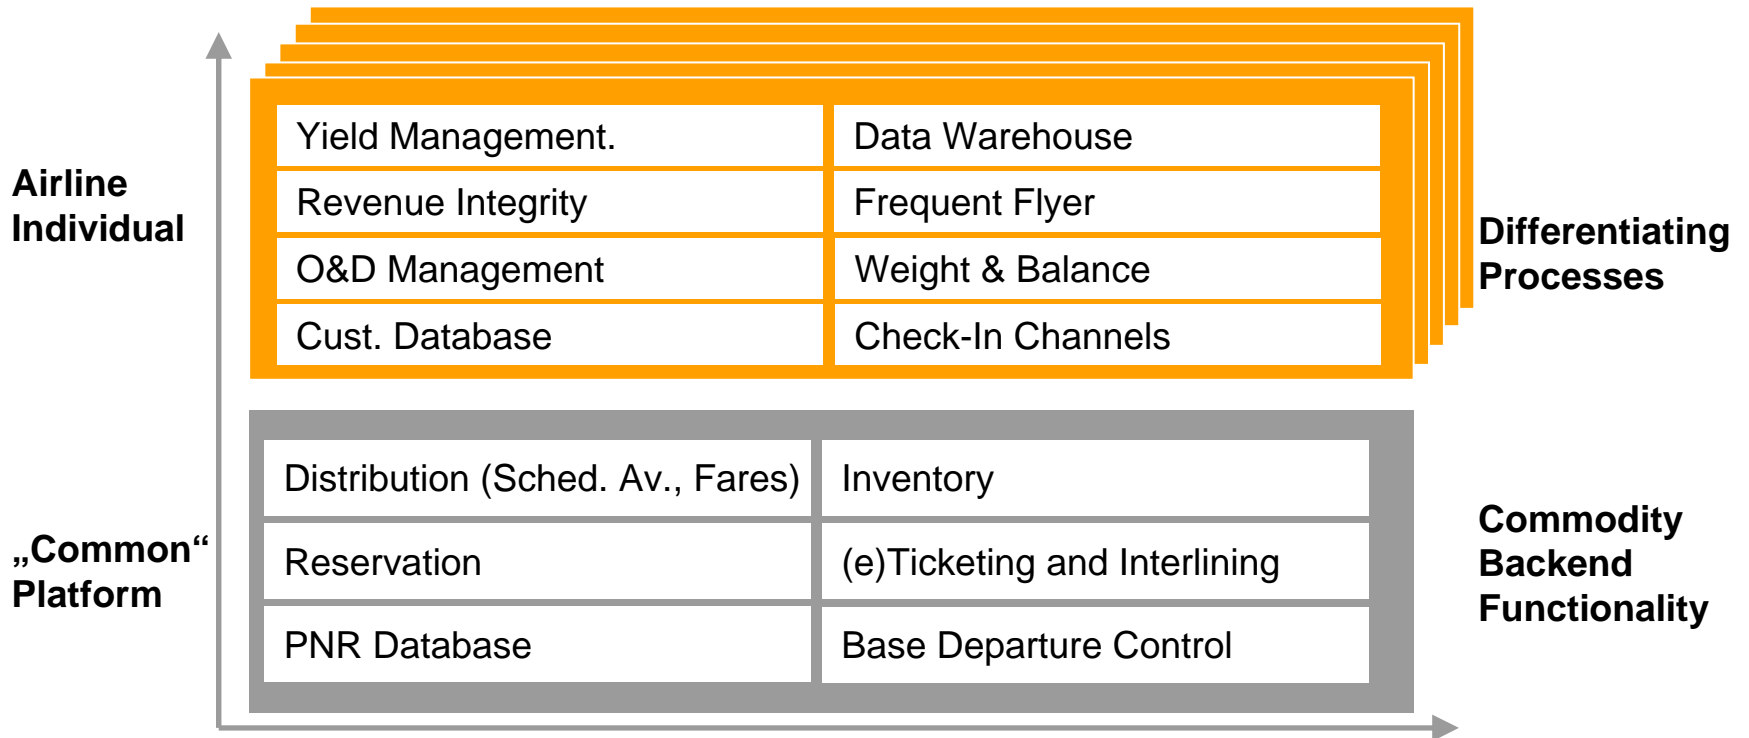 Airline
Individual
Yield Management.
Data Warehouse
Revenue Integrity
Frequent Flyer
O&D Management
Weight & Balance
Cust. Database
Check-In Channels
Differentiating
Processes
„Common“
Platform
Distribution (Sched. Av., Fares)
Inventory
Reservation
(e)Ticketing and Interlining
PNR Database
Base Departure Control
Commodity
Backend
Functionality